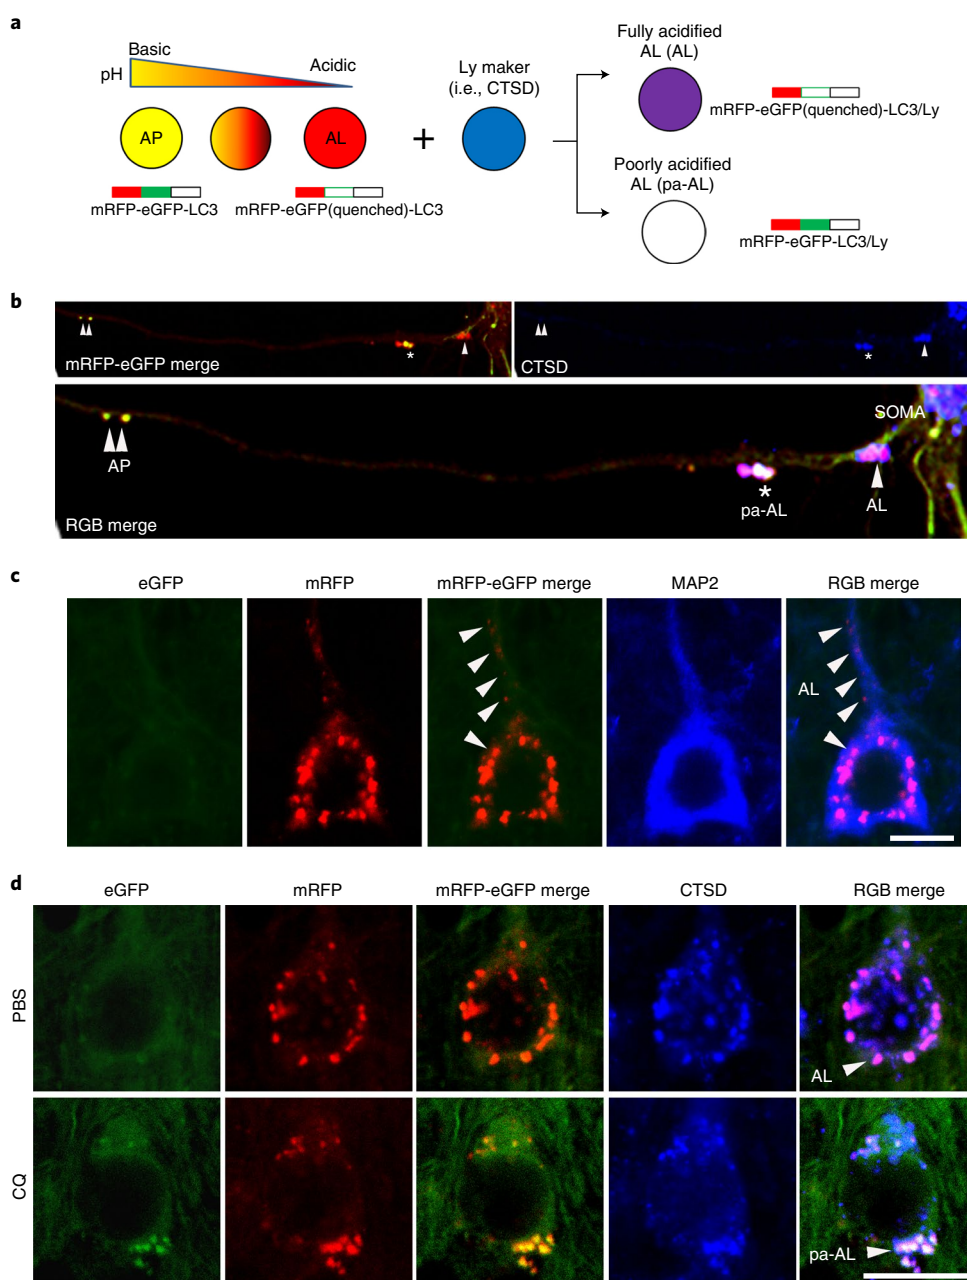 a
Basic
pH
Acidic
AP
AL
mRFP-eGFP-LC3
mRFP-eGFP(quenched)-LC3
+
Ly maker
(i.e., CTSD)
Fully acidified
AL (AL)
mRFP-eGFP(quenched)-LC3/Ly
Poorly acidified
AL (pa-AL)
mRFP-eGFP-LC3/Ly
b
mRFP-eGFP merge
*
CTSD
*
SOMA
AP
*
pa-AL
AL
RGB merge
c
eGFP
mRFP
mRFP-eGFP merge
MAP2
RGB merge
AL
d
eGFP
mRFP
mRFP-eGFP merge
CTSD
RGB merge
PBS
AL
CQ
pa-AL